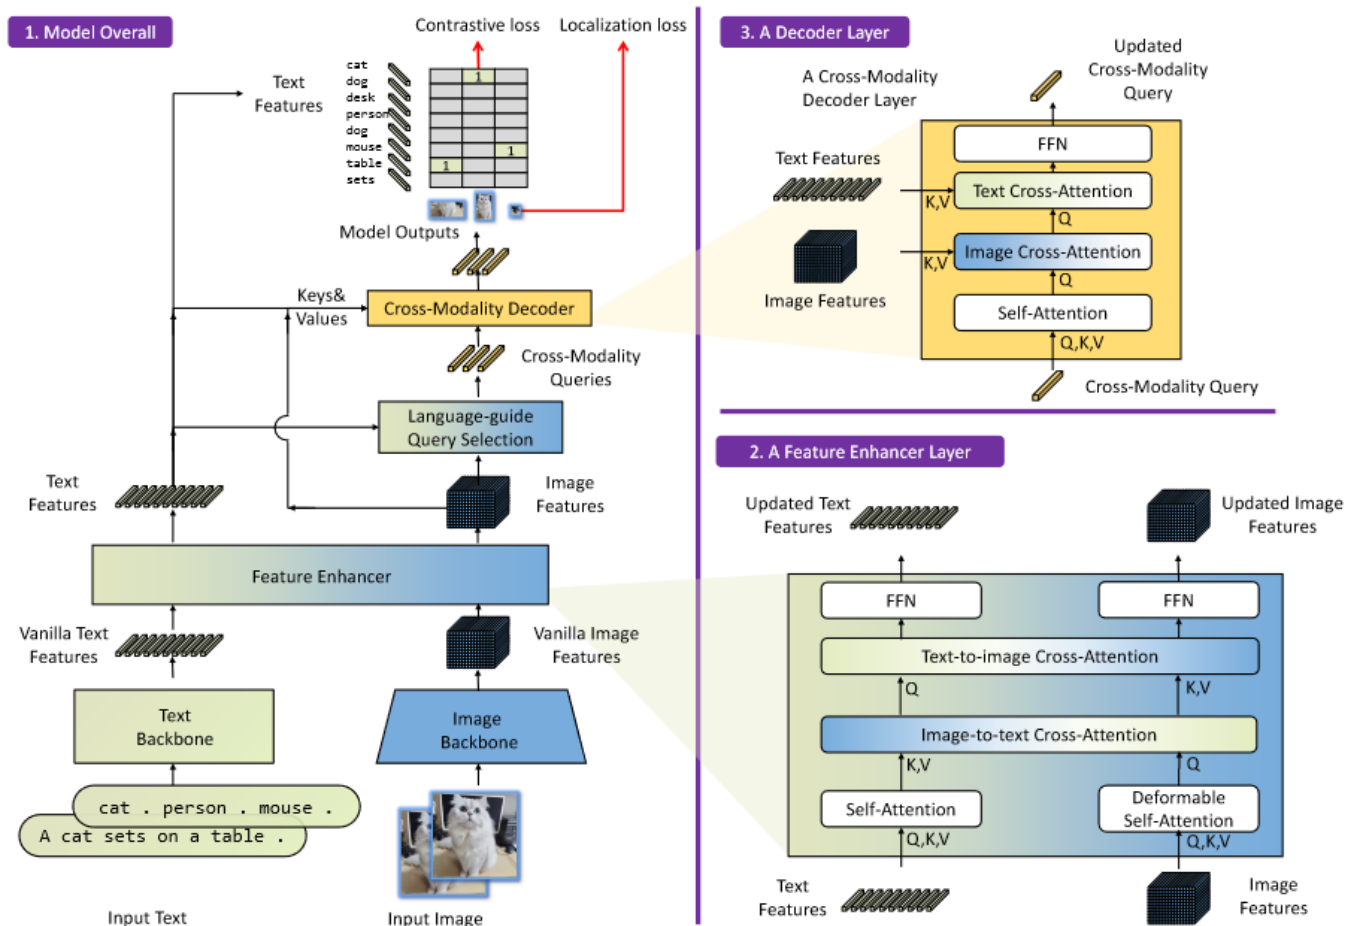 1. Model Overall
Contrastive loss
Localization loss
Text
Features
cat
dog
desk
person
dog
mouse
table
sets
1
1
1
Model Outputs
Keys&
Values
Cross-Modality Decoder
Cross-Modality
Queries
Language-guide
Query Selection
Text
Features
Image
Features
Feature Enhancer
Vanilla Text
Features
Vanilla Image
Features
Text
Backbone
Image
Backbone
cat . person . mouse .
A cat sets on a table .
Input Text
Input Image
3. A Decoder Layer
A Cross-Modality
Decoder Layer
Updated
Cross-Modality
Query
FFN
Text Features
Text Cross-Attention
K,V
Q
Image Cross-Attention
K,V
Q
Image Features
Self-Attention
Q,K,V
Cross-Modality Query
2. A Feature Enhancer Layer
Updated Text
Features
Updated Image
Features
FFN
FFN
Text-to-image Cross-Attention
Q
K,V
Image-to-text Cross-Attention
K,V
Q
Self-Attention
Deformable
Self-Attention
Q,K,V
Q,K,V
Text
Features
Image
Features